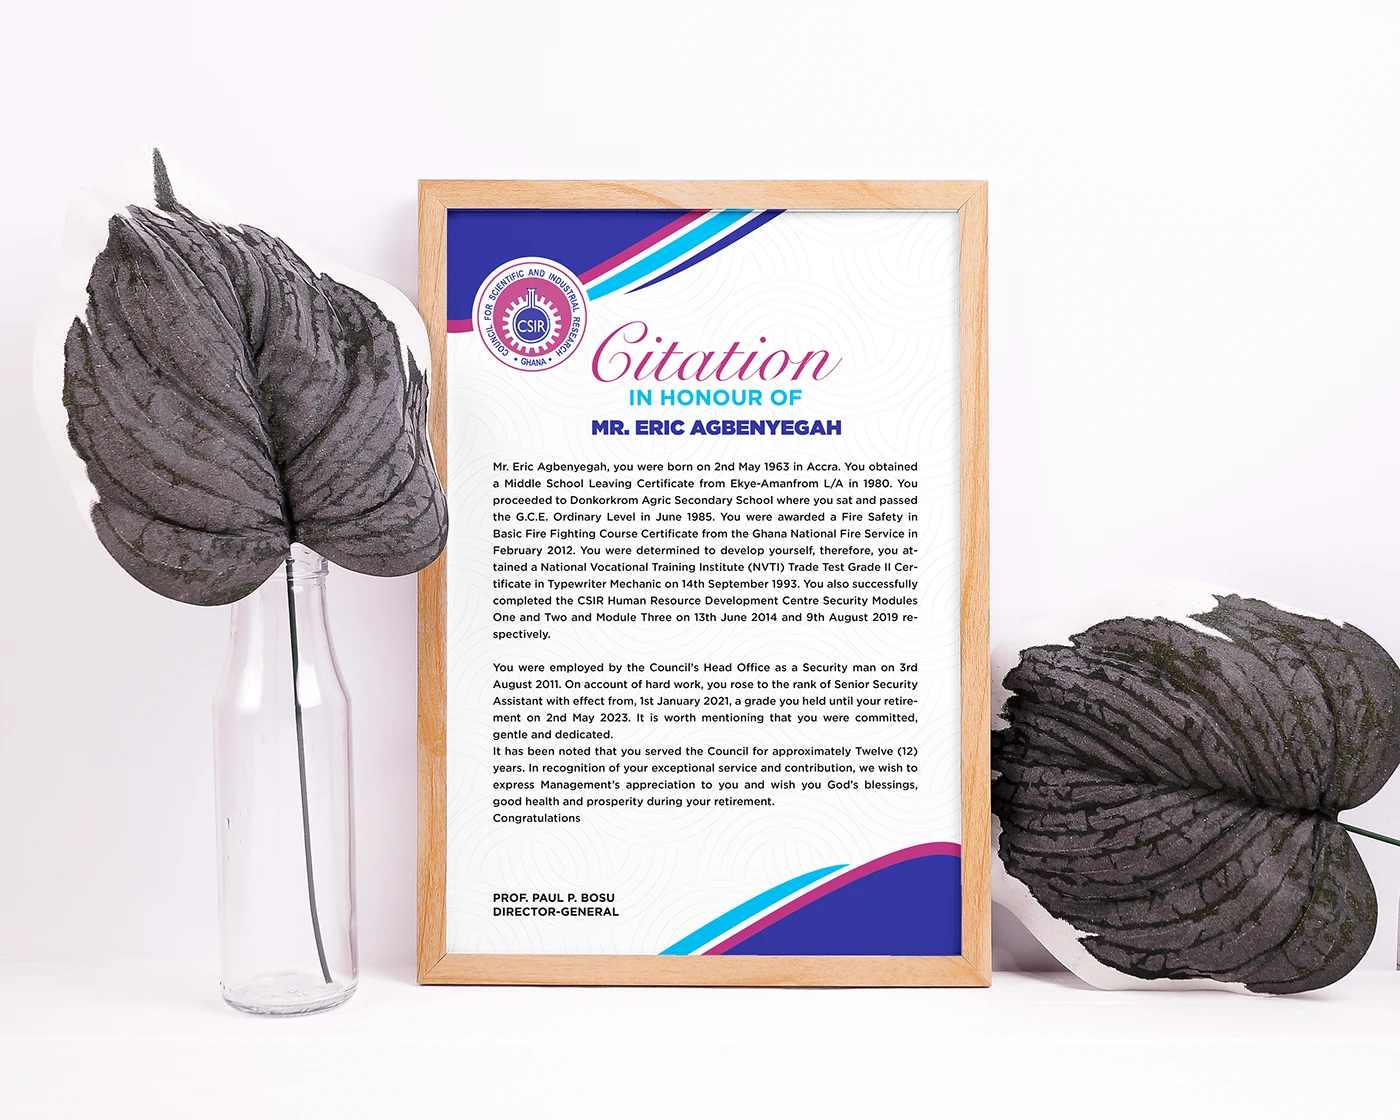 COUNCIL FOR SCIENTIFIC AND INDUSTRIAL RESEARCH
• GHANA •
CSIR
Citation
IN HONOUR OF
MR. ERIC AGBENYEGAH
Mr. Eric Agbenyegah, you were born on 2nd May 1963 in Accra. You obtained
a Middle School Leaving Certificate from Ekye-Amanfrom L/A in 1980. You
proceeded to Donkorkrom Agric Secondary School where you sat and passed
the G.C.E. Ordinary Level in June 1985. You were awarded a Fire Safety in
Basic Fire Fighting Course Certificate from the Ghana National Fire Service in
February 2012. You were determined to develop yourself, therefore, you at-
tained a National Vocational Training Institute (NVTI) Trade Test Grade II Cer-
tificate in Typewriter Mechanic on 14th September 1993. You also successfully
completed the CSIR Human Resource Development Centre Security Modules
One and Two and Module Three on 13th June 2014 and 9th August 2019 re-
spectively.
You were employed by the Council's Head Office as a Security man on 3rd
August 2011. On account of hard work, you rose to the rank of Senior Security
Assistant with effect from, 1st January 2021, a grade you held until your retire-
ment on 2nd May 2023. It is worth mentioning that you were committed,
gentle and dedicated.
It has been noted that you served the Council for approximately Twelve (12)
years. In recognition of your exceptional service and contribution, we wish to
express Management's appreciation to you and wish you God's blessings,
good health and prosperity during your retirement.
Congratulations
PROF. PAUL P. BOSU
DIRECTOR-GENERAL